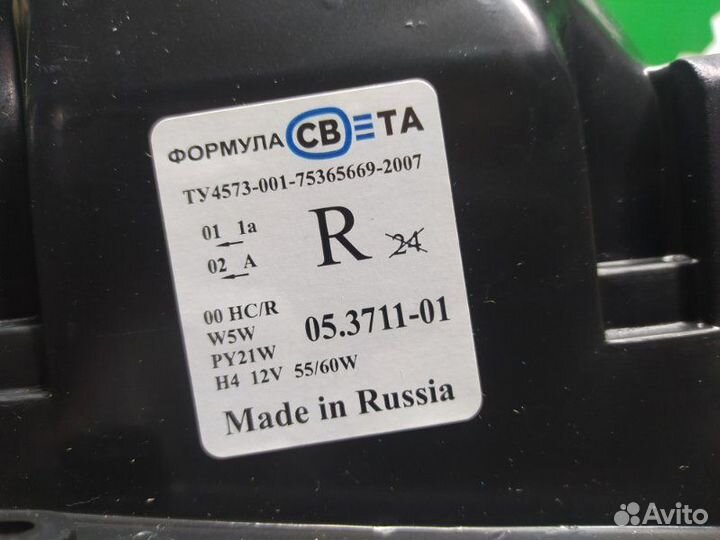 ФОРМУЛА СВЕТА
ТУ4573-001-75365669-2007
01 1a
02 A
R 24
00 HC/R
W5W
05.3711-01
PY21W
H4 12V 55/60W
Made in Russia
Avito